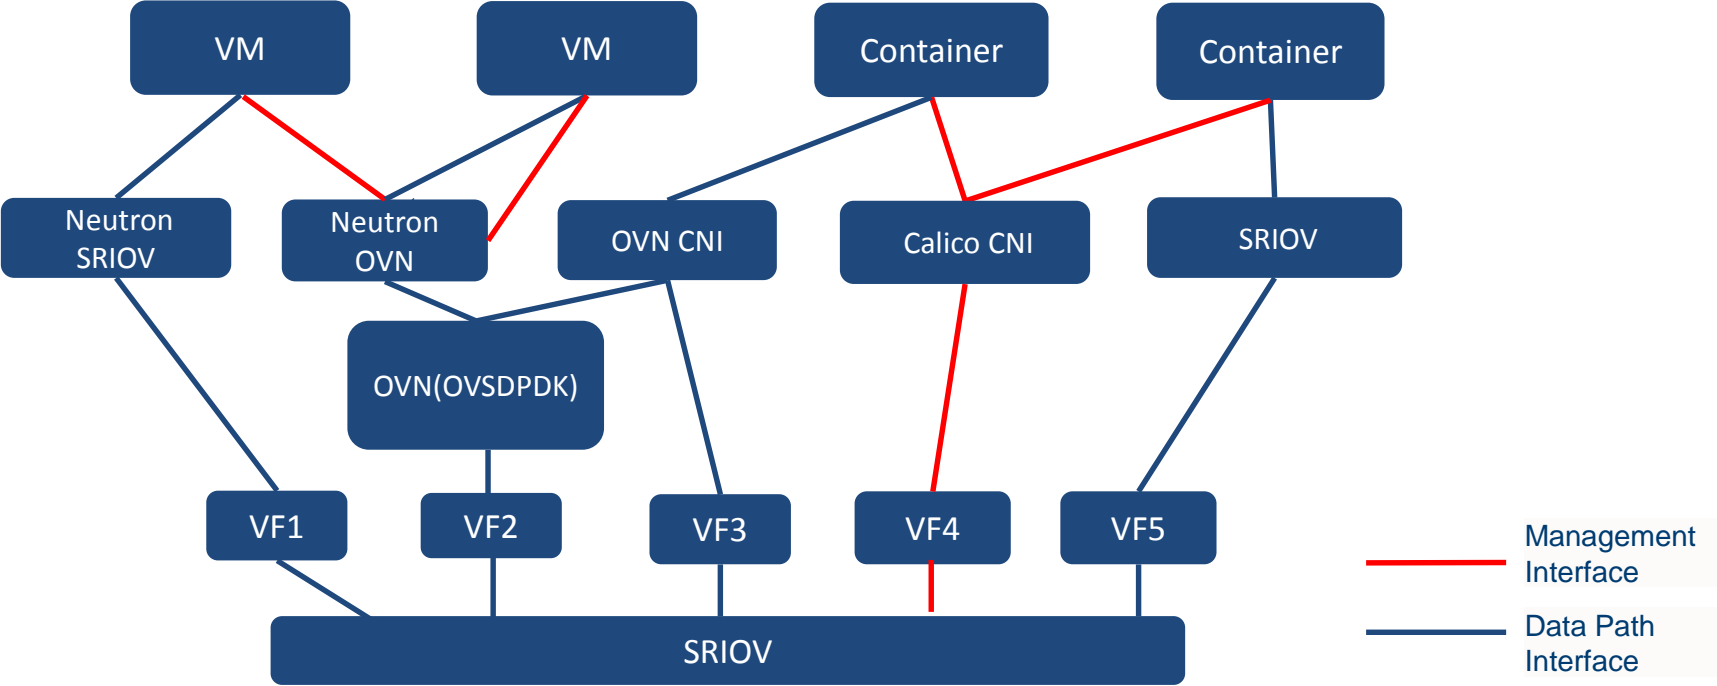 VM
VM
Container
Container
Neutron
SRIOV
Neutron
OVN
OVN CNI
Calico CNI
SRIOV
OVN(OVSDPDK)
VF1
VF2
VF3
VF4
VF5
Management
Interface
Data Path
Interface
SRIOV